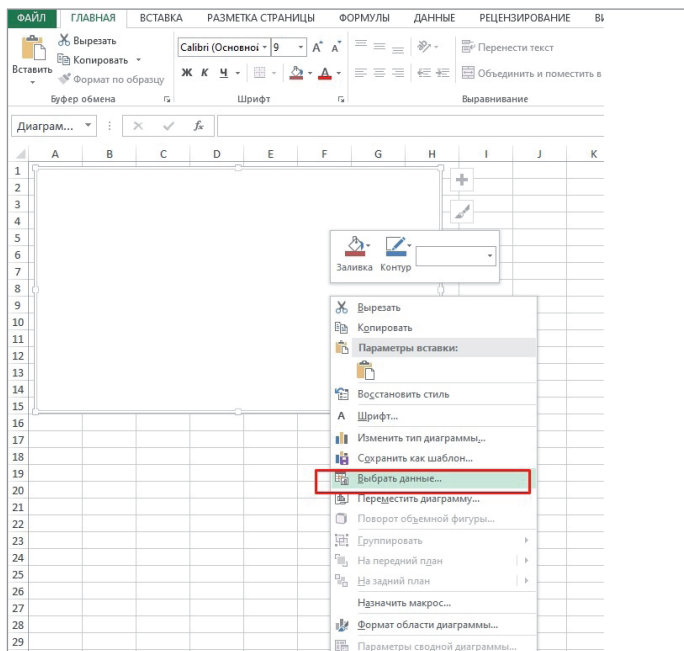 ФАЙЛ ГЛАВНАЯ ВСТАВКА РАЗМЕТКА СТРАНИЦЫ ФОРМУЛЫ ДАННЫЕ РЕЦЕНЗИРОВАНИЕ ВИ
Вставить
Вырезать
Копировать
Формат по образцу
Буфер обмена
Calibri (Основной 9
Ж К Ч
Шрифт
Перенести текст
Объединить и поместить в
Выравнивание
Диаграм...
fx
A B C D E F G H I J K
1
2
3
4
5
6
7
8
9
10
11
12
13
14
15
16
17
18
19
20
21
22
23
24
25
26
27
28
29
Заливка Контур
Вырезать
Копировать
Параметры вставки:
Восстановить стиль
А Шрифт...
Изменить тип диаграммы...
Сохранить как шаблон...
Выбрать данные...
Переместить диаграмму...
Поворот объемной фигуры...
Группировать
На передний план
На задний план
Назначить макрос...
Формат области диаграммы...
Параметры сводной диаграммы...